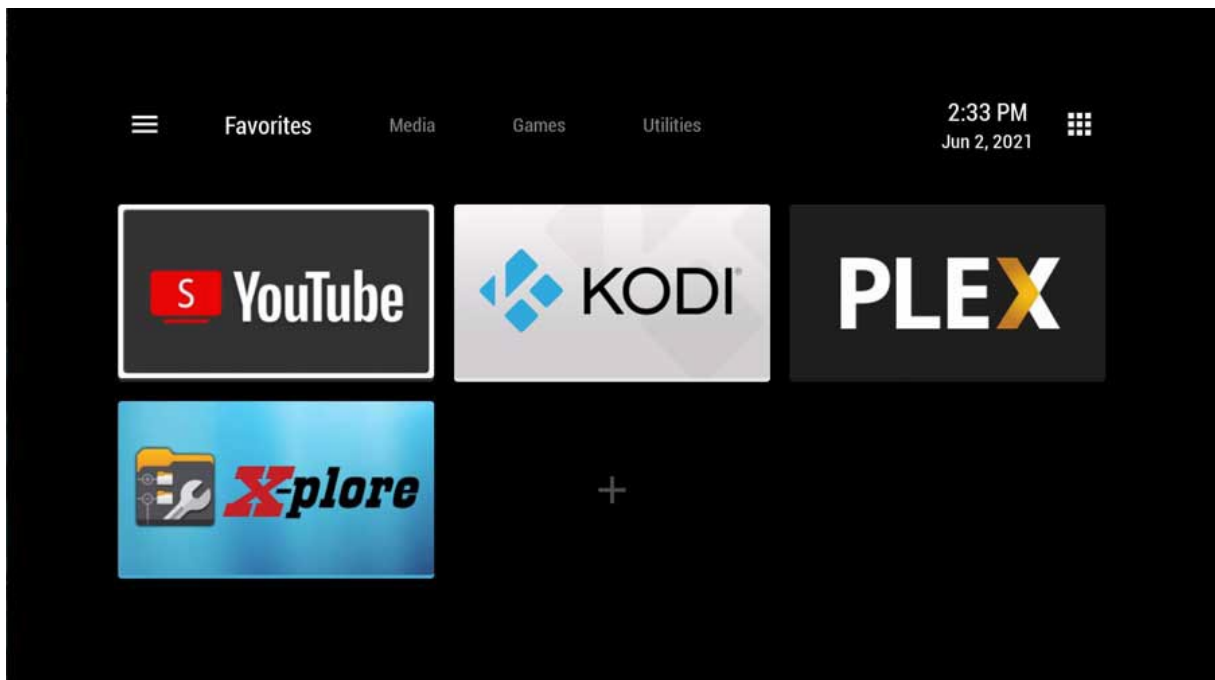 Favorites
Media
Games
Utilities
2:33 PM
Jun 2, 2021
S YouTube
KODI
PLEX
X-plore